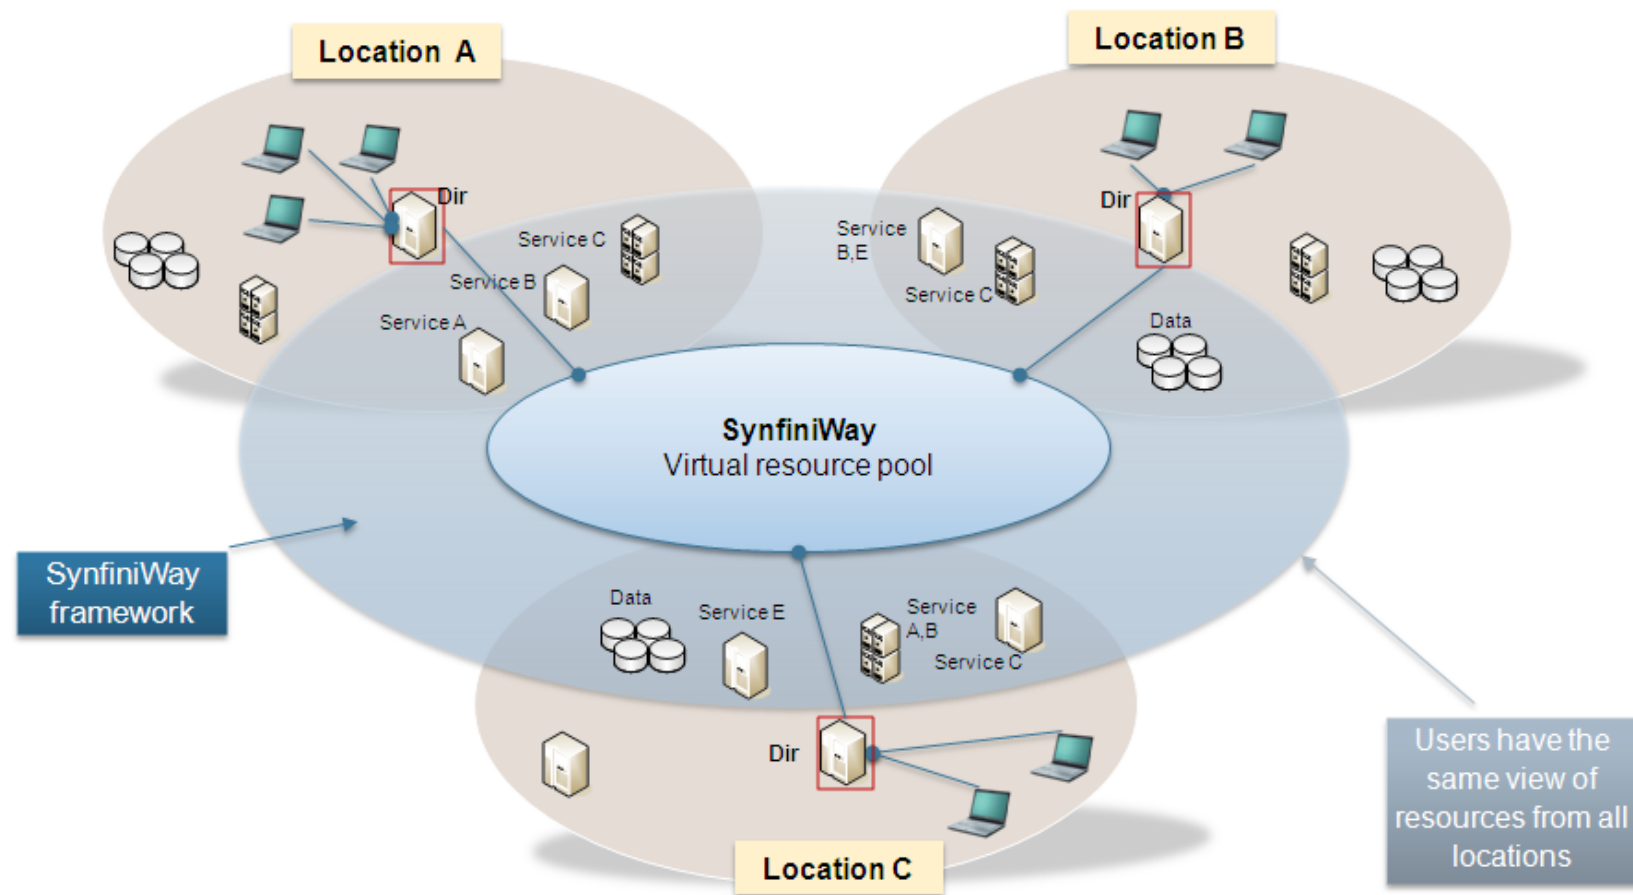 Location A
Location B
Dir
Dir
Service C
Service
B,E
Service B
Service C
Service A
Data
SynfiniWay
Virtual resource pool
SynfiniWay
framework
Data
Service E
Service
A,B
Service C
Dir
Users have the
same view of
resources from all
locations
Location C